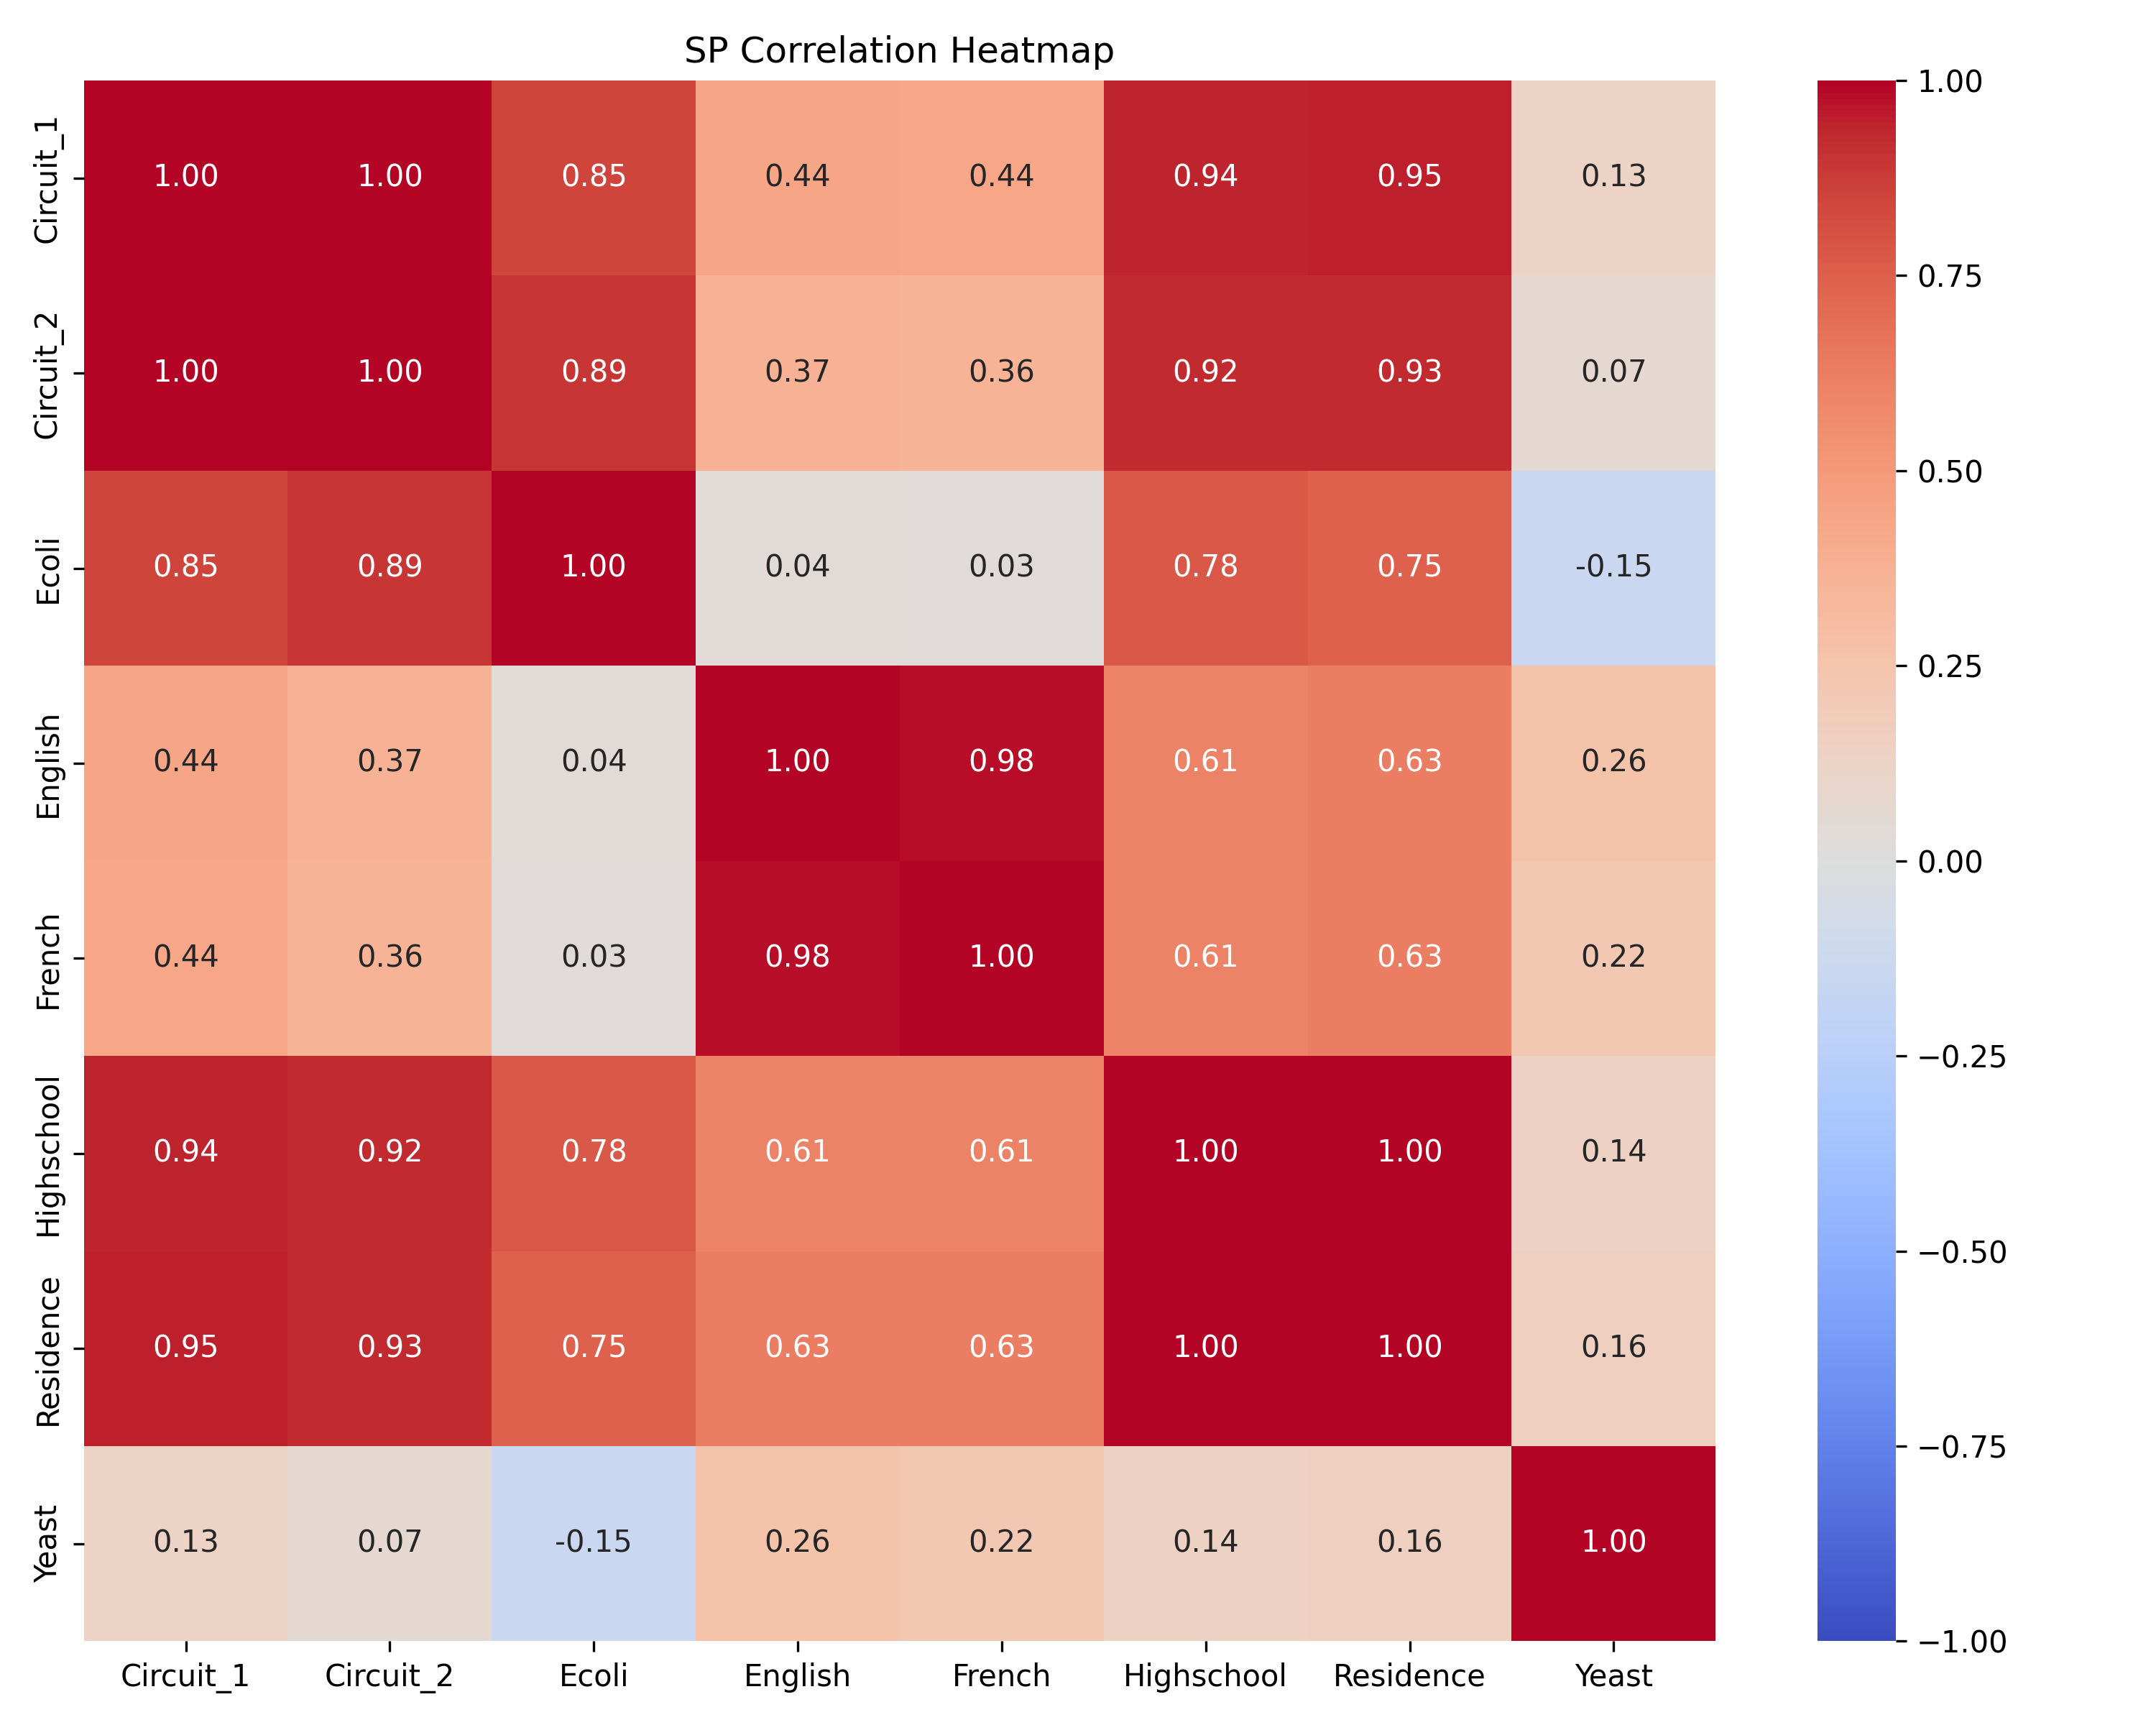 SP Correlation Heatmap
Circuit_1 1.00 1.00 0.85 0.44 0.44 0.94 0.95 0.13
Circuit_2 1.00 1.00 0.89 0.37 0.36 0.92 0.93 0.07
Ecoli 0.85 0.89 1.00 0.04 0.03 0.78 0.75 -0.15
English 0.44 0.37 0.04 1.00 0.98 0.61 0.63 0.26
French 0.44 0.36 0.03 0.98 1.00 0.61 0.63 0.22
Highschool 0.94 0.92 0.78 0.61 0.61 1.00 1.00 0.14
Residence 0.95 0.93 0.75 0.63 0.63 1.00 1.00 0.16
Yeast 0.13 0.07 -0.15 0.26 0.22 0.14 0.16 1.00
Circuit_1 Circuit_2 Ecoli English French Highschool Residence Yeast
1.00
0.75
0.50
0.25
0.00
−0.25
−0.50
−0.75
−1.00